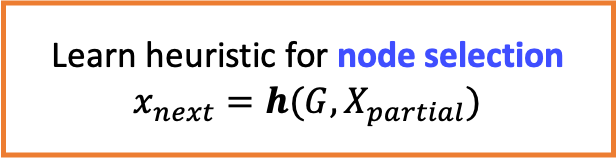 Learn heuristic for node selection
x_next = h(G, X_partial)